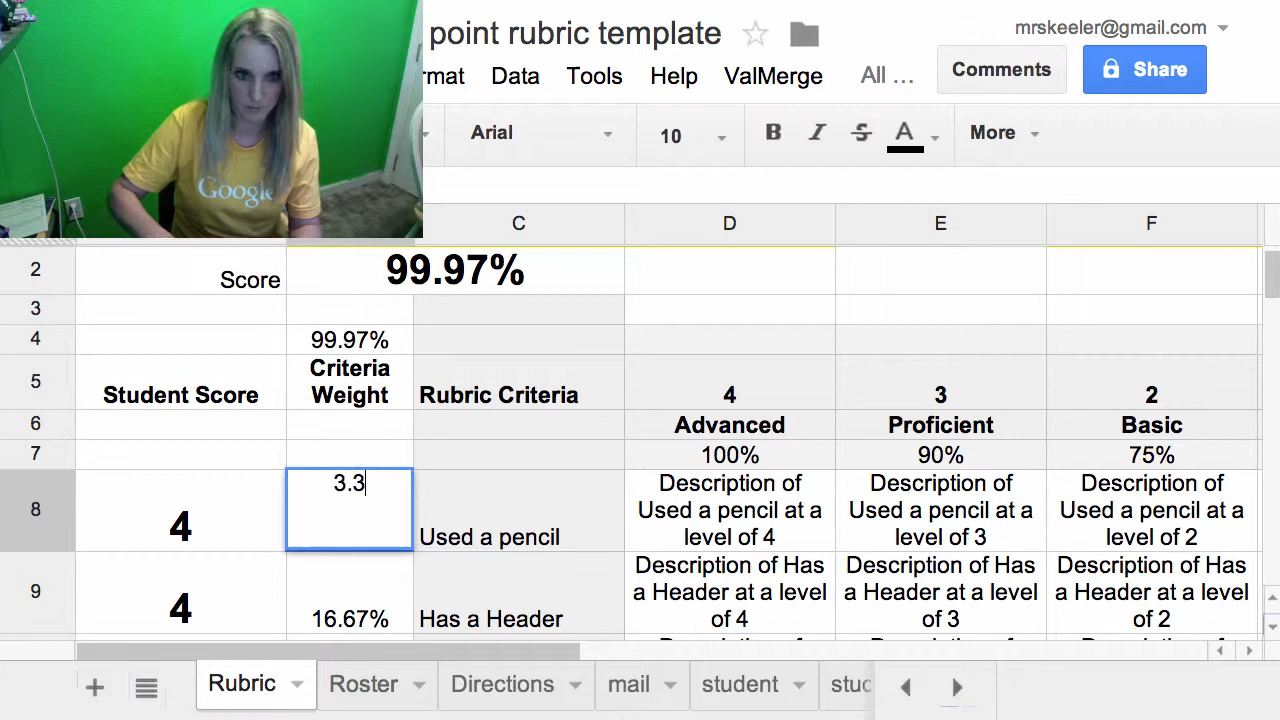 point rubric template
mrskeeler@gmail.com
rmat Data Tools Help ValMerge All ...
Comments
Share
Arial 10 B I S A More
Google
C D E F
2 Score 99.97%
3
4 99.97%
5 Student Score Criteria Weight Rubric Criteria 4 3 2
6 Advanced Proficient Basic
7 100% 90% 75%
8 4 3.3 Used a pencil
Description of Used a pencil at a level of 4
Description of Used a pencil at a level of 3
Description of Used a pencil at a level of 2
9 4 16.67% Has a Header
Description of Has a Header at a level of 4
Description of Has a Header at a level of 3
Description of Has a Header at a level of 2
Rubric Roster Directions mail student stud